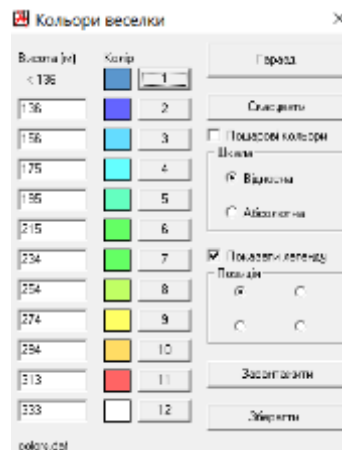 Кольори веселки
Висота [м]
Колір
Гаразд
< 136
1
136
2
Скасувати
156
3
Пошарові кольори
Шкала
175
4
Відносна
195
5
Абсолютна
215
6
234
7
Показати легенду
Позиція
254
8
274
9
294
10
Завантажити
313
11
333
12
Зберегти
colors.dat